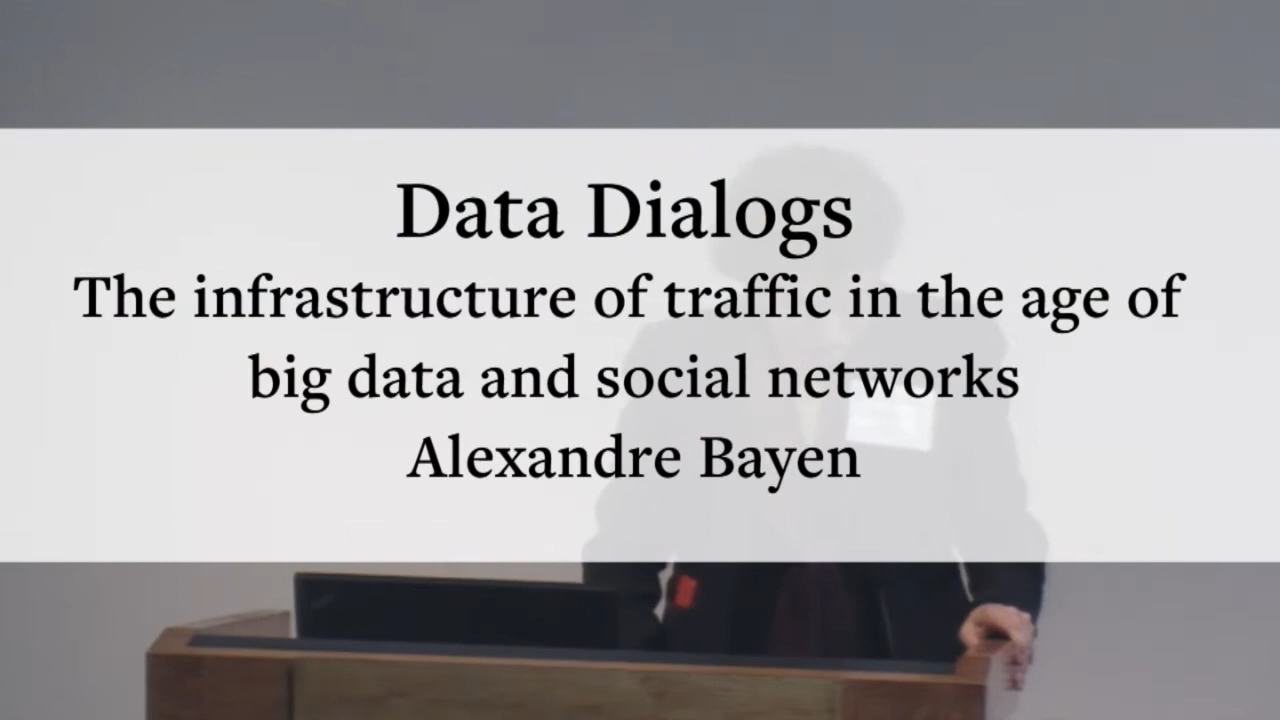 Data Dialogs
The infrastructure of traffic in the age of
big data and social networks
Alexandre Bayen